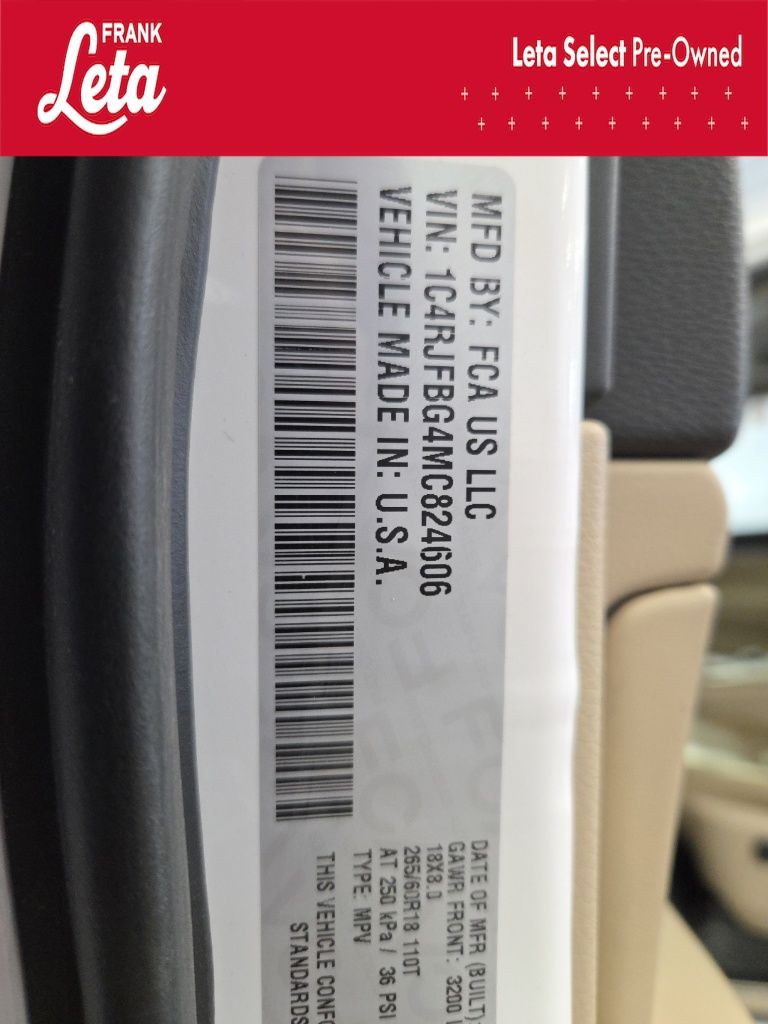 FRANK
Leta
Leta Select Pre-Owned
MFD BY: FCA US LLC
VIN: 1C4RJFBG4MC824606
VEHICLE MADE IN: U.S.A.
DATE OF MFR (BUILT):
GAWR FRONT: 3200
18X8.0
265/60R18 110T
AT 250 kPa / 36 PSI
TYPE: MPV
THIS VEHICLE CONF
STANDARDS